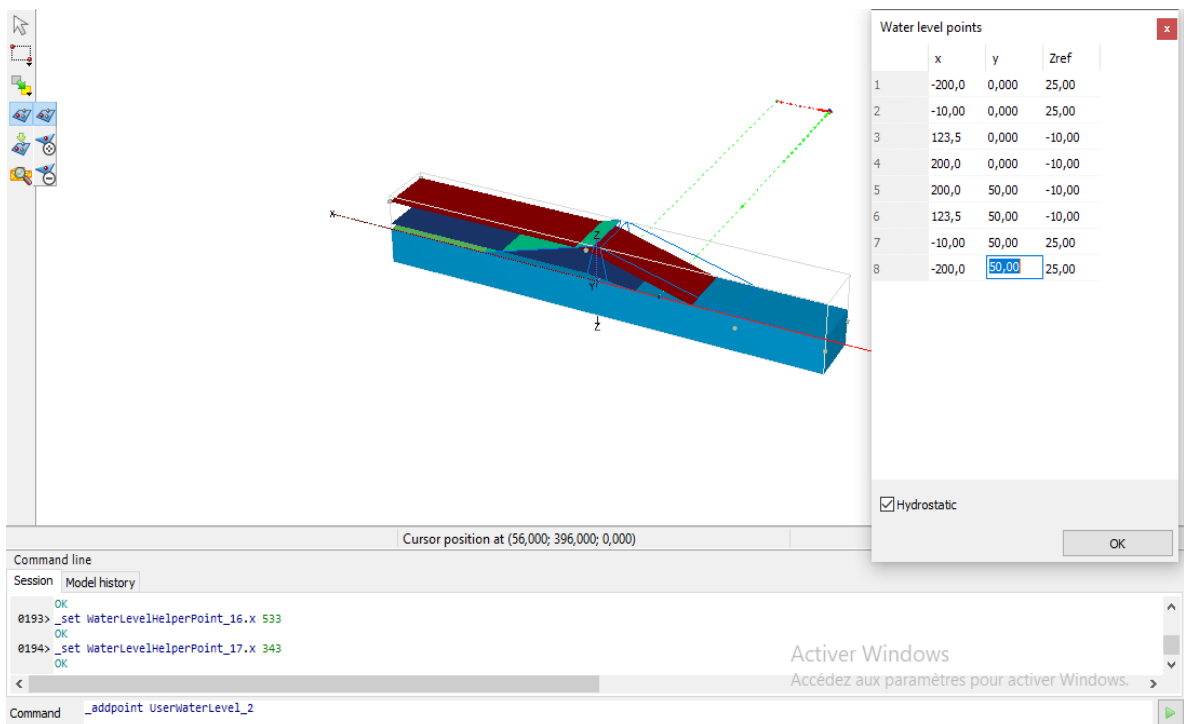 Water level points
x
x y Zref
1 -200,0 0,000 25,00
2 -10,00 0,000 25,00
3 123,5 0,000 -10,00
4 200,0 0,000 -10,00
5 200,0 50,00 -10,00
6 123,5 50,00 -10,00
7 -10,00 50,00 25,00
8 -200,0 50,00 25,00
Hydrostatic
OK
x
Z
Y
Z
Cursor position at (56,000; 396,000; 0,000)
Command line
Session Model history
OK
0193> _set WaterLevelHelperPoint_16.x 533
OK
0194> _set WaterLevelHelperPoint_17.x 343
OK
Activer Windows
Accédez aux paramètres pour activer Windows.
Command _addpoint UserWaterLevel_2